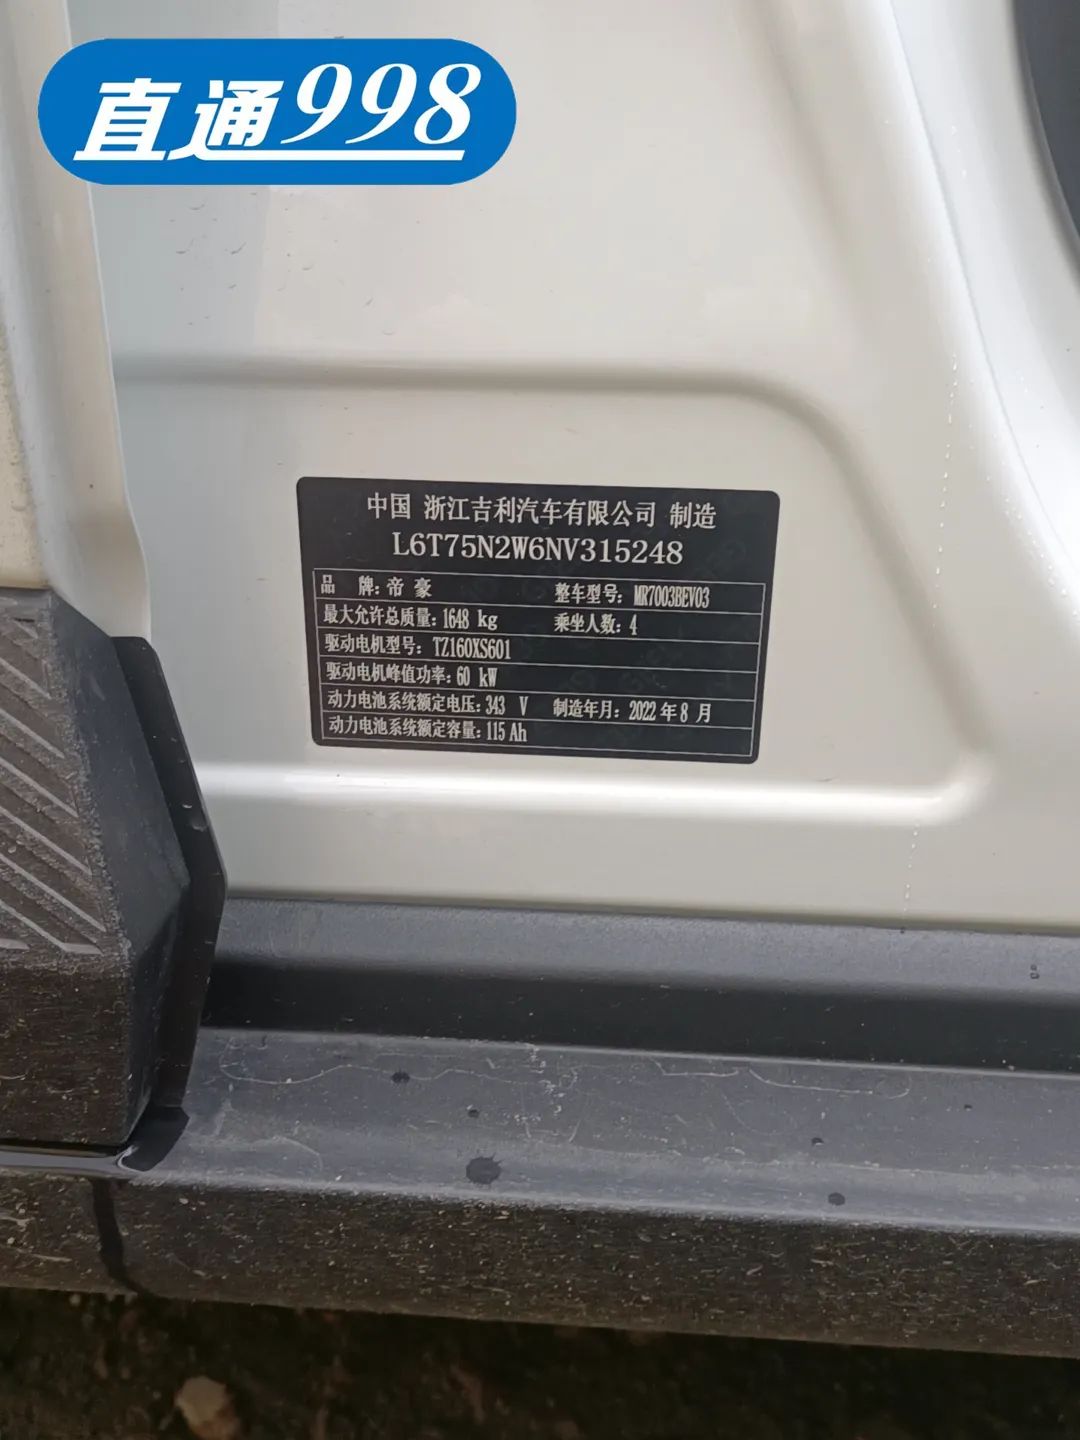 直通998
中国 浙江吉利汽车有限公司 制造
L6T75N2W6NV315248
品 牌：帝豪 整车型号：MR7003BEV03
最大允许总质量：1648 kg 乘坐人数：4
驱动电机型号：TZ160XS601
驱动电机峰值功率：60 kW
动力电池系统额定电压：343 V 制造年月：2022年8月
动力电池系统额定容量：115 Ah